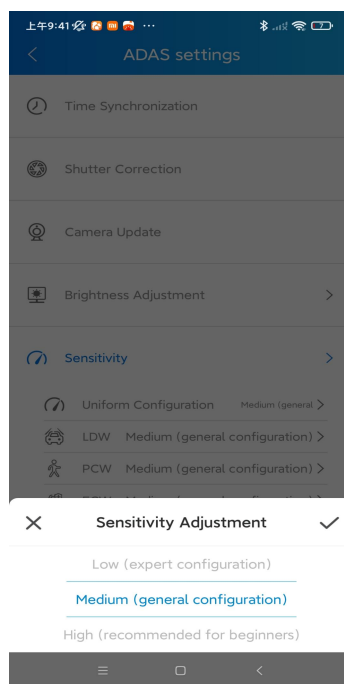 上午9:41
ADAS settings
Time Synchronization
Shutter Correction
Camera Update
Brightness Adjustment
Sensitivity
Uniform Configuration Medium (general
LDW Medium (general configuration)
PCW Medium (general configuration)
Sensitivity Adjustment
Low (expert configuration)
Medium (general configuration)
High (recommended for beginners)